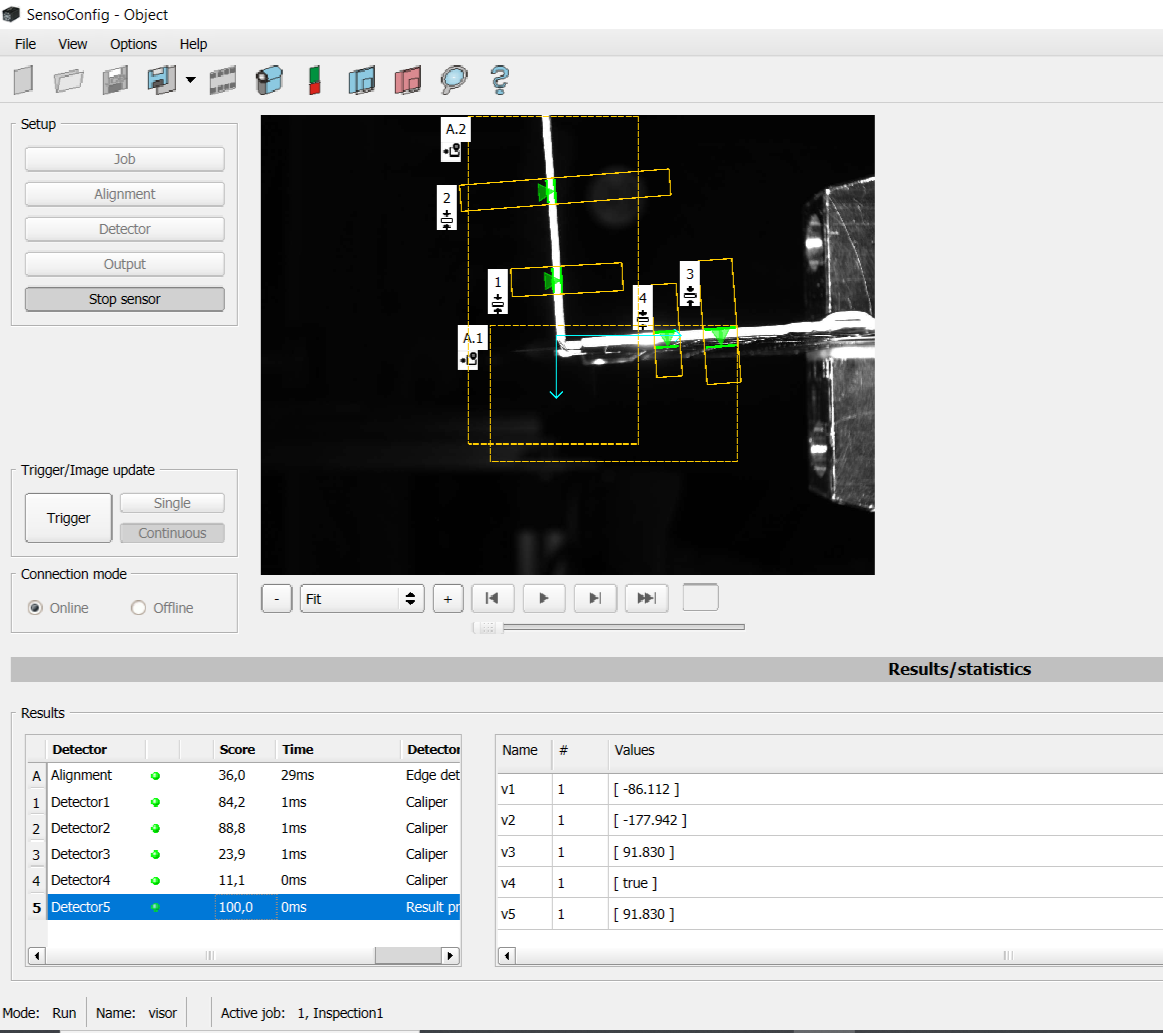 SensoConfig - Object
File View Options Help
Setup
Job
Alignment
Detector
Output
Stop sensor
A.2
2
1
3
4
A.1
Trigger/Image update
Trigger
Single
Continuous
Connection mode
Online Offline
- Fit +
Results/statistics
Results
Detector Score Time Detector
A Alignment 36,0 29ms Edge det
1 Detector1 84,2 1ms Caliper
2 Detector2 88,8 1ms Caliper
3 Detector3 23,9 1ms Caliper
4 Detector4 11,1 0ms Caliper
5 Detector5 100,0 0ms Result pr
Name # Values
v1 1 [ -86.112 ]
v2 1 [ -177.942 ]
v3 1 [ 91.830 ]
v4 1 [ true ]
v5 1 [ 91.830 ]
Mode: Run Name: visor Active job: 1, Inspection1